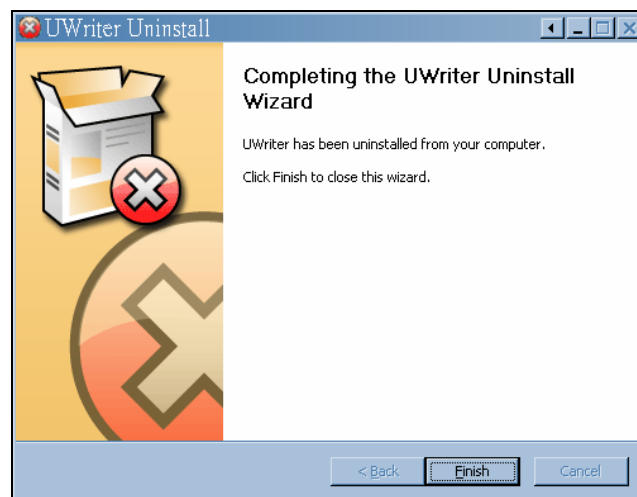 UWriter Uninstall
Completing the UWriter Uninstall
Wizard
UWriter has been uninstalled from your computer.
Click Finish to close this wizard.
< Back
Finish
Cancel